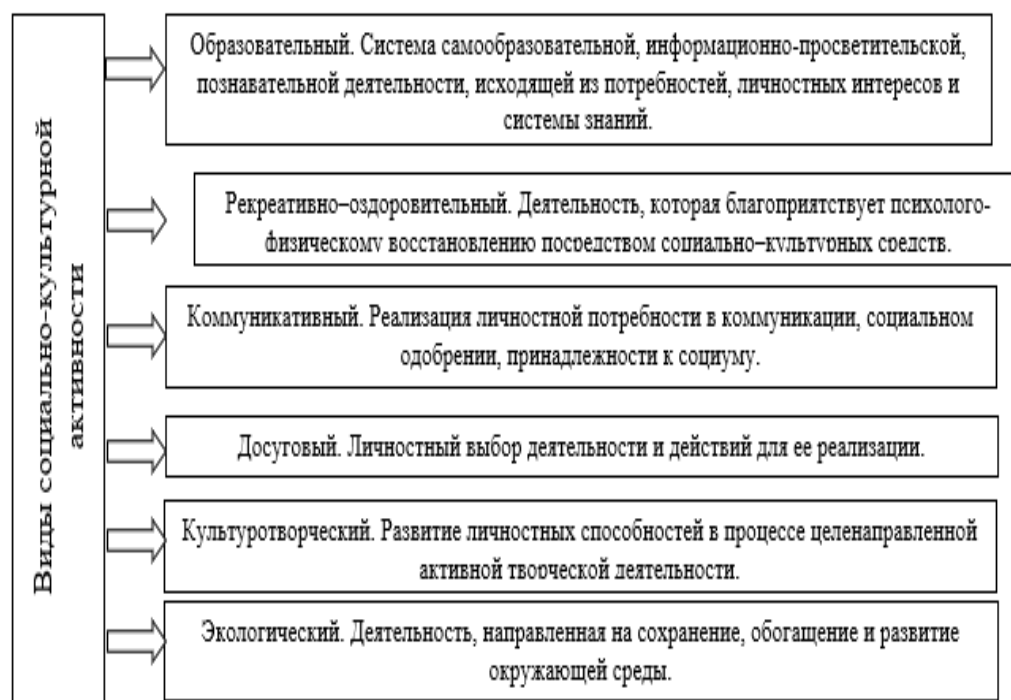 Виды социально-культурной
активности
Образовательный. Система самообразовательной, информационно-просветительской,
познавательной деятельности, исходящей из потребностей, личностных интересов и
системы знаний.
Рекреативно–оздоровительный. Деятельность, которая благоприятствует психолого-
физическому восстановлению посредством социально–культурных средств.
Коммуникативный. Реализация личностной потребности в коммуникации, социальном
одобрении, принадлежности к социуму.
Досуговый. Личностный выбор деятельности и действий для ее реализации.
Культуротворческий. Развитие личностных способностей в процессе целенаправленной
активной творческой деятельности.
Экологический. Деятельность, направленная на сохранение, обогащение и развитие
окружающей среды.